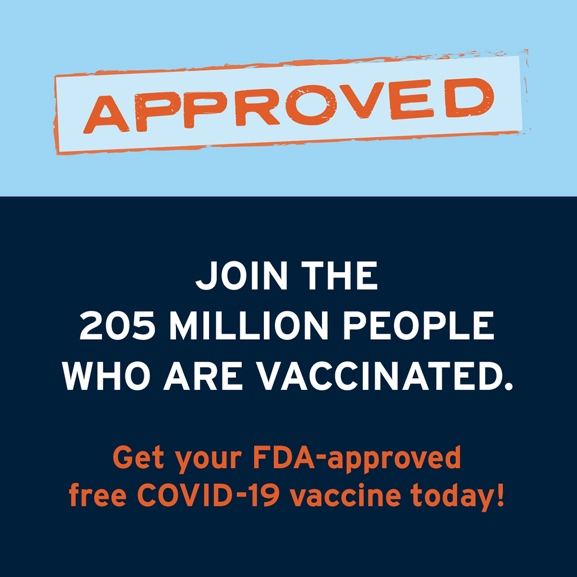 APPROVED
JOIN THE
205 MILLION PEOPLE
WHO ARE VACCINATED.
Get your FDA-approved
free COVID-19 vaccine today!